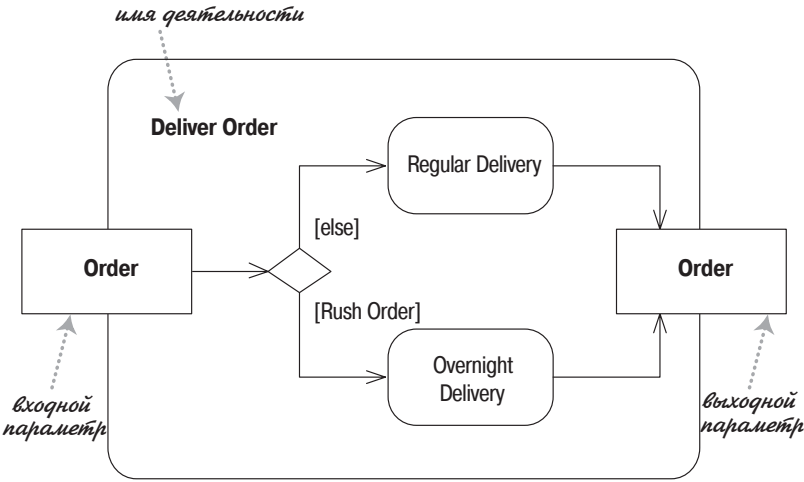 имя деятельности
Deliver Order
Regular Delivery
[else]
Order
Order
[Rush Order]
Overnight
Delivery
входной
параметр
выходной
параметр